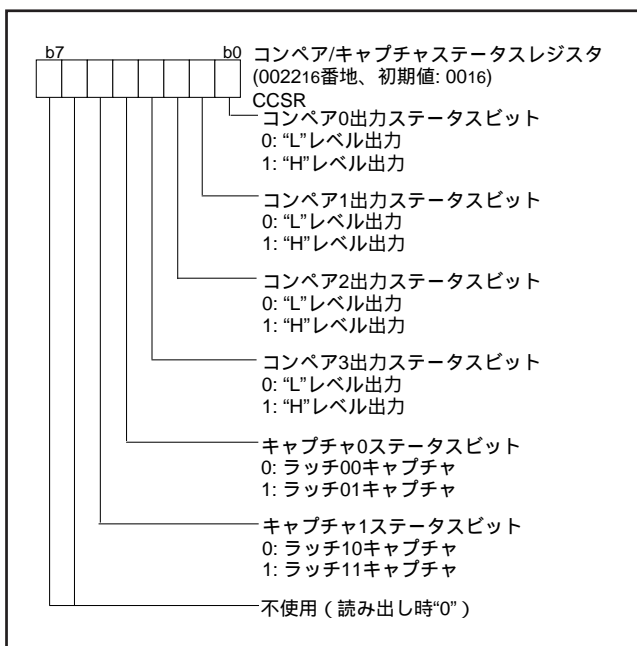 b7 b0 コンペア/キャプチャステータスレジスタ
(002216番地、初期値: 0016)
CCSR
コンペア0出力ステータスビット
0: “L”レベル出力
1: “H”レベル出力
コンペア1出力ステータスビット
0: “L”レベル出力
1: “H”レベル出力
コンペア2出力ステータスビット
0: “L”レベル出力
1: “H”レベル出力
コンペア3出力ステータスビット
0: “L”レベル出力
1: “H”レベル出力
キャプチャ0ステータスビット
0: ラッチ00キャプチャ
1: ラッチ01キャプチャ
キャプチャ1ステータスビット
0: ラッチ10キャプチャ
1: ラッチ11キャプチャ
不使用（読み出し時“0”）